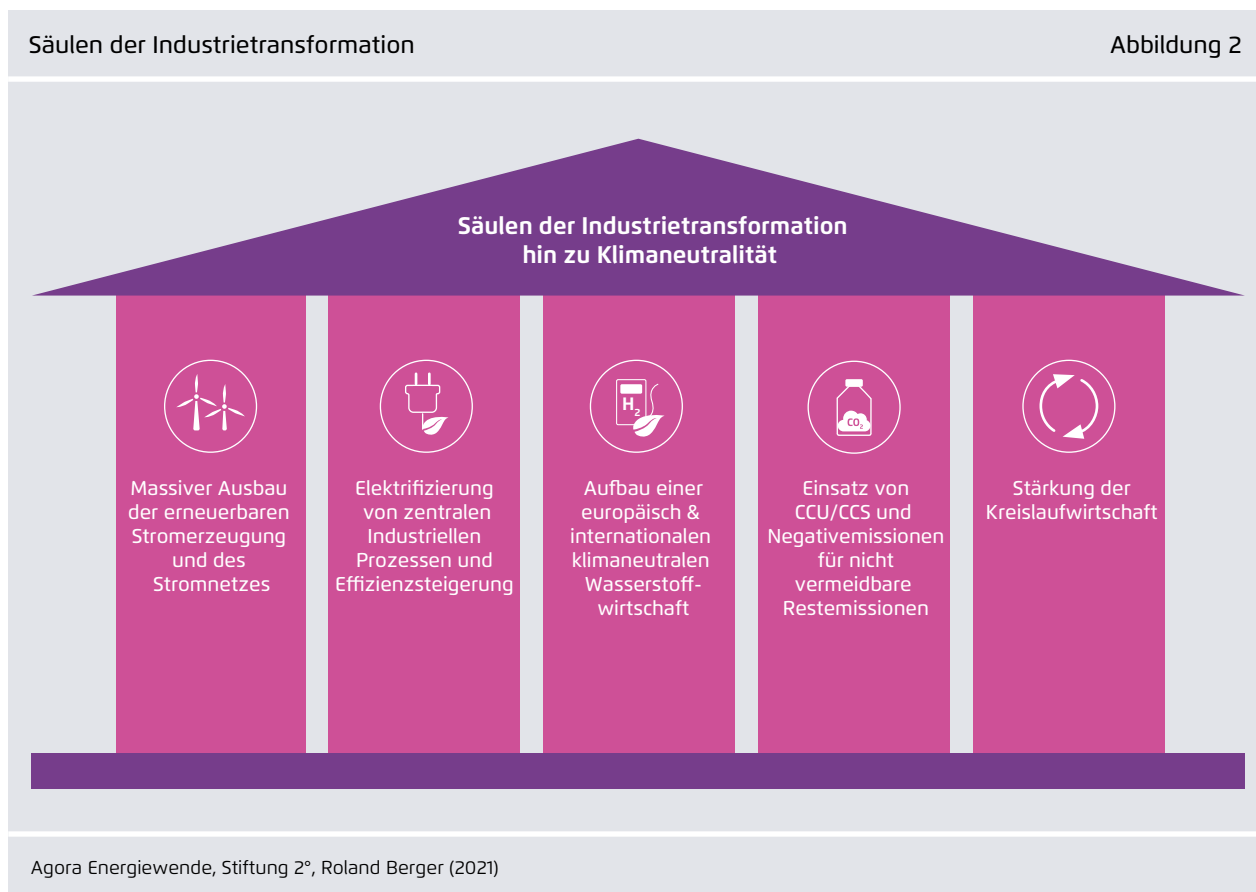 Säulen der Industrietransformation
Abbildung 2
Säulen der Industrietransformation
hin zu Klimaneutralität
Massiver Ausbau
der erneuerbaren
Stromerzeugung
und des
Stromnetzes
Elektrifizierung
von zentralen
Industriellen
Prozessen und
Effizienzsteigerung
H₂
Aufbau einer
europäisch &
internationalen
klimaneutralen
Wasserstoff-
wirtschaft
CO₂
Einsatz von
CCU/CCS und
Negativemissionen
für nicht
vermeidbare
Restemissionen
Stärkung der
Kreislaufwirtschaft
Agora Energiewende, Stiftung 2°, Roland Berger (2021)